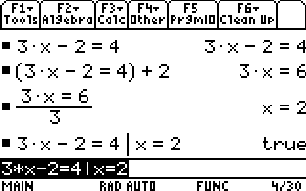 F1▾ Tools F2▾ Algebra F3▾ Calc F4▾ Other F5 PrgmIO F6▾ Clean Up
▪ 3·x − 2 = 4 3·x − 2 = 4
▪ (3·x − 2 = 4) + 2 3·x = 6
▪ 3·x = 6
3 x = 2
▪ 3·x − 2 = 4 | x = 2 true
3*x-2=4|x=2
MAIN RAD AUTO FUNC 4/30